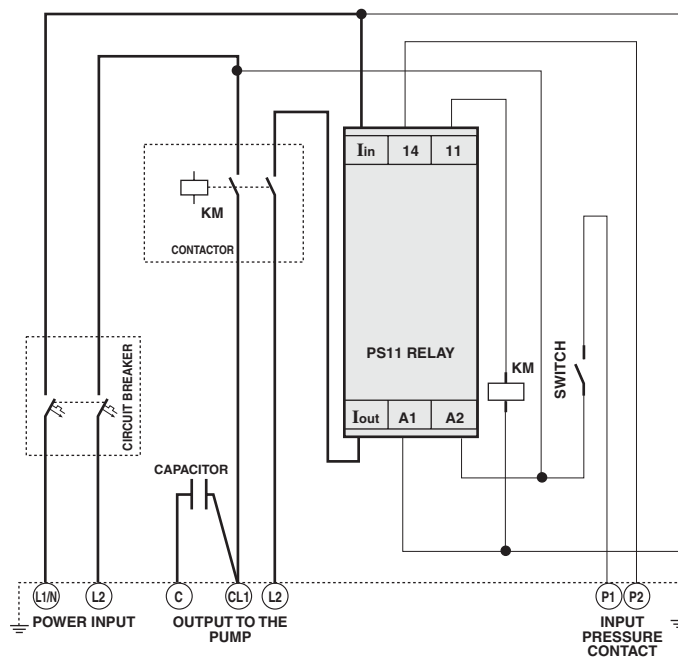 Iin 14 11
KM
CONTACTOR
PS11 RELAY
KM
SWITCH
CIRCUIT BREAKER
Iout A1 A2
CAPACITOR
L1/N L2 C CL1 L2 P1 P2
POWER INPUT
OUTPUT TO THE
PUMP
INPUT
PRESSURE
CONTACT